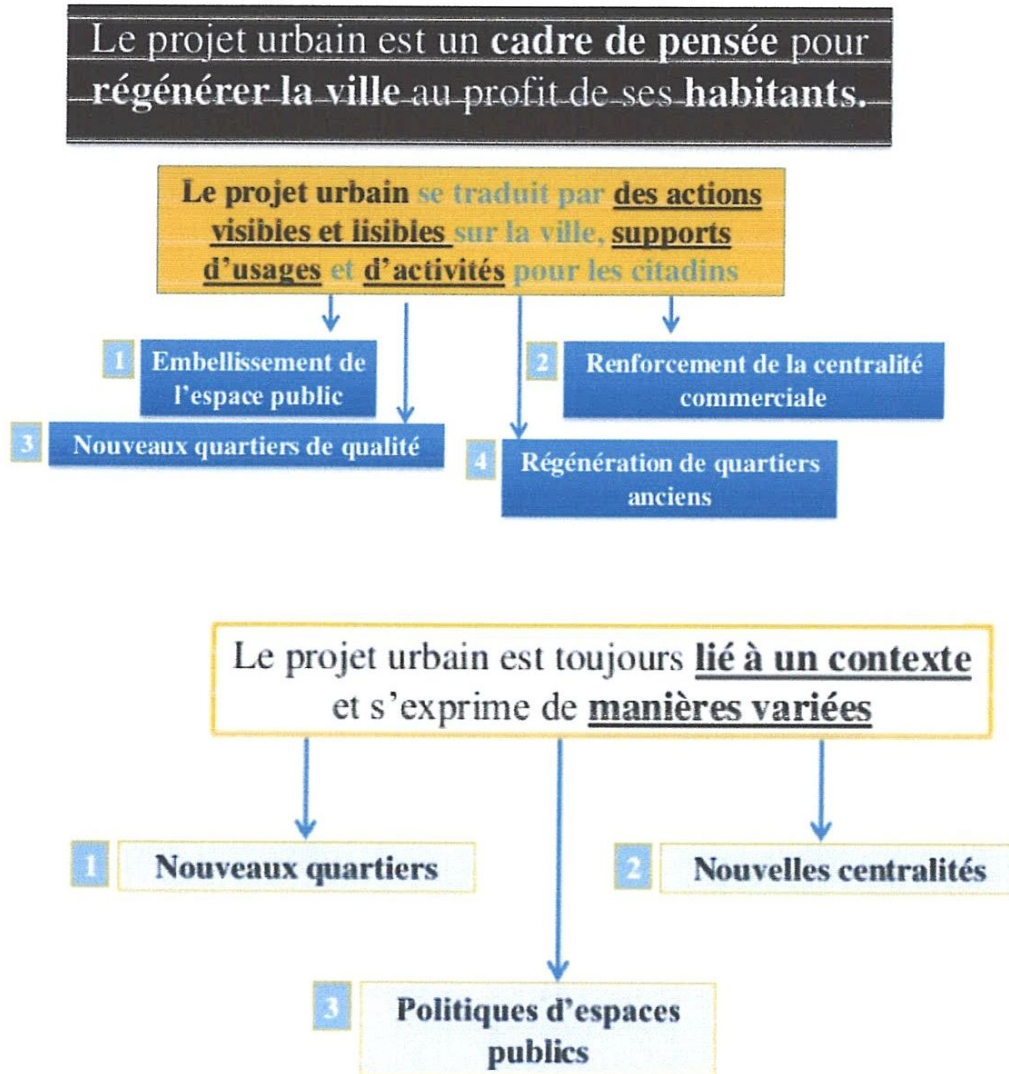 Le projet urbain est un cadre de pensée pour
régénérer la ville au profit de ses habitants.
Le projet urbain se traduit par des actions
visibles et lisibles sur la ville, supports
d'usages et d'activités pour les citadins
1
Embellissement de
l'espace public
2
Renforcement de la centralité
commerciale
3
Nouveaux quartiers de qualité
4
Régénération de quartiers
anciens
Le projet urbain est toujours lié à un contexte
et s'exprime de manières variées
1
Nouveaux quartiers
2
Nouvelles centralités
3
Politiques d'espaces
publics